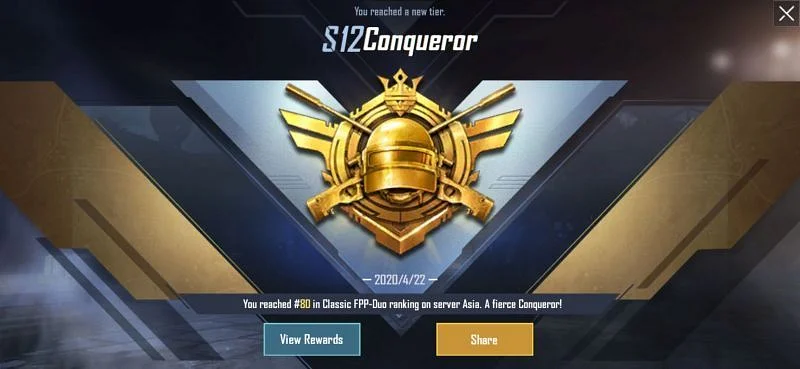 You reached a new tier.
S12Conqueror
2020/4/22
You reached #80 in Classic FPP-Duo ranking on server Asia. A fierce Conqueror!
View Rewards
Share